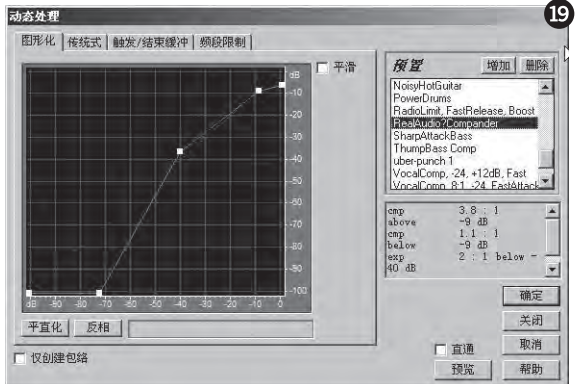 19
动态处理
图形化 传统式 触发/结束缓冲 频段限制
平滑
dB
-10
-20
-30
-40
-50
-60
-70
-80
-90
-100
dB -90 -80 -70 -60 -50 -40 -30 -20 -10 0
平直化 反相
仅创建包络
预置 增加 删除
NoisyHotGuitar
PowerDrums
RadioLimit, FastRelease, Boost
RealAudio?Compander
SharpAttackBass
ThumpBass Comp
uber-punch 1
VocalComp, -24, +12dB, Fast
VocalComp, 8:1, -24, FastAttack
cmp 3.8 : 1
above -9 dB
cmp 1.1 : 1
below -9 dB
exp 2 : 1 below -
40 dB
确定
关闭
直通 取消
预览 帮助